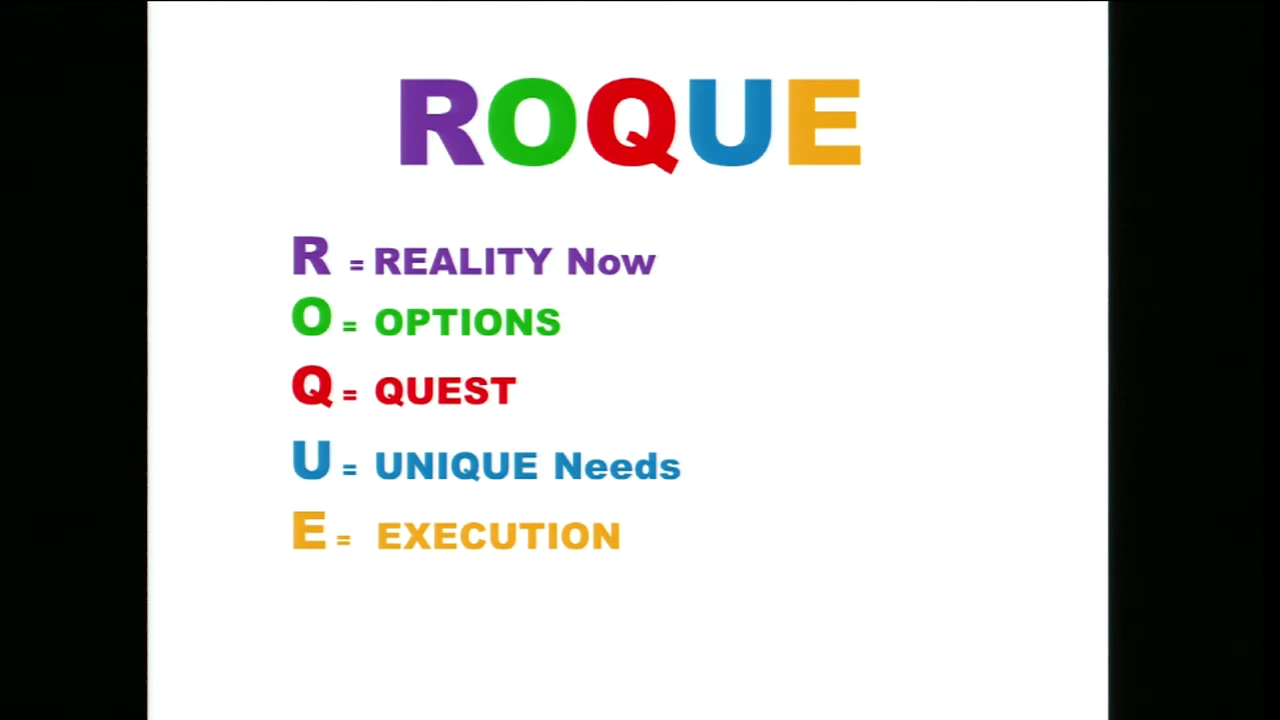 ROQUE
R = REALITY Now
O = OPTIONS
Q = QUEST
U = UNIQUE Needs
E = EXECUTION